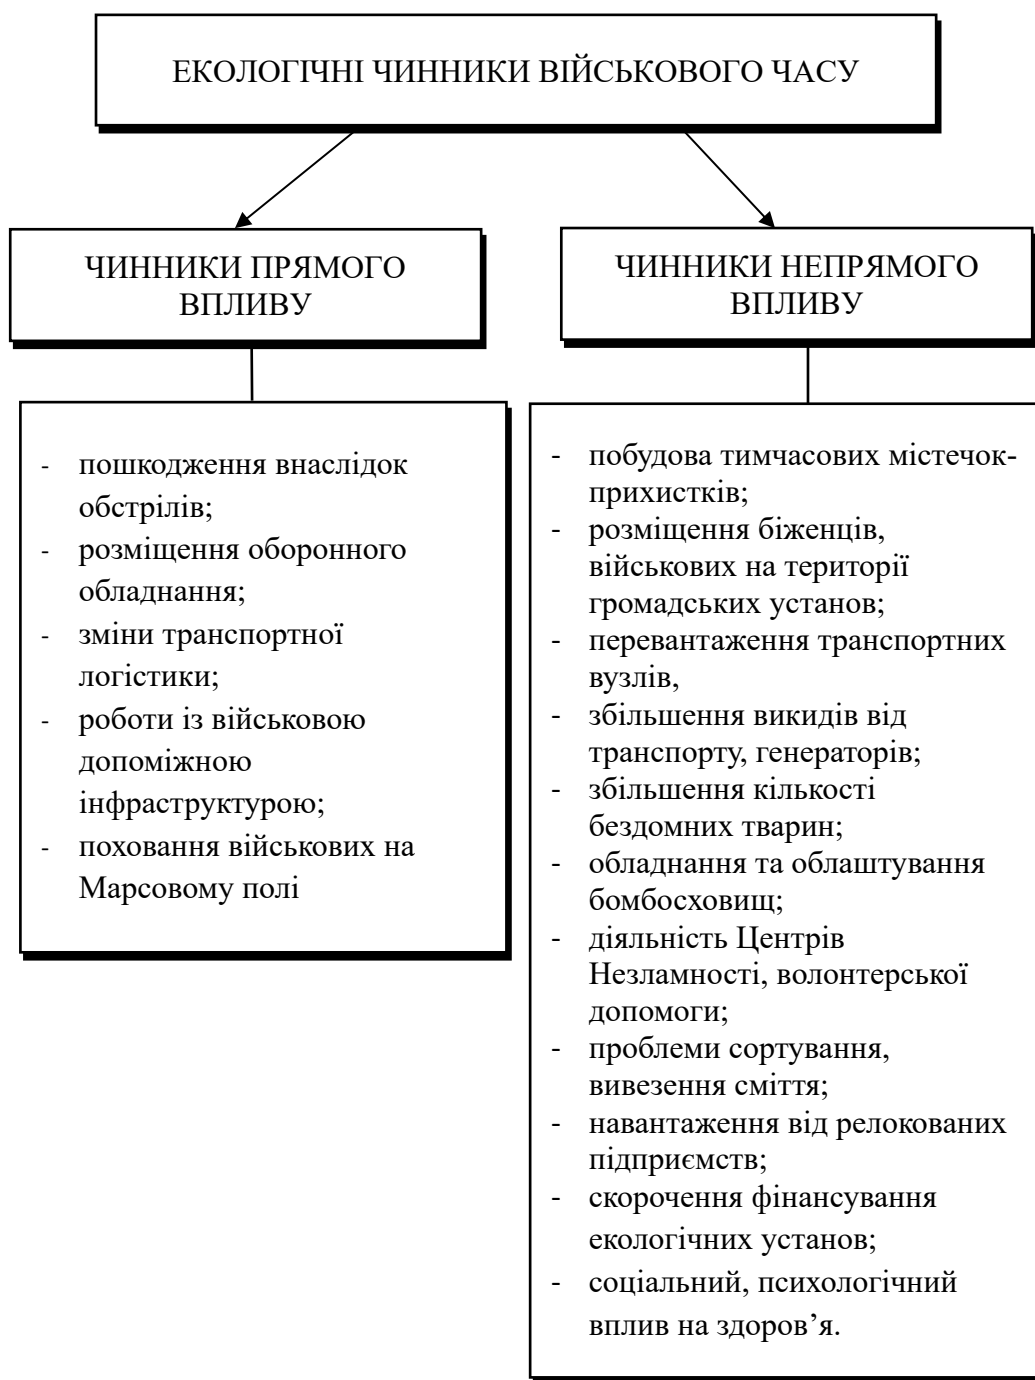 ЕКОЛОГІЧНІ ЧИННИКИ ВІЙСЬКОВОГО ЧАСУ
ЧИННИКИ ПРЯМОГО
ВПЛИВУ
ЧИННИКИ НЕПРЯМОГО
ВПЛИВУ
- пошкодження внаслідок
обстрілів;
- розміщення оборонного
обладнання;
- зміни транспортної
логістики;
- роботи із військовою
допоміжною
інфраструктурою;
- поховання військових на
Марсовому полі
- побудова тимчасових містечок-
прихистків;
- розміщення біженців,
військових на території
громадських установ;
- перевантаження транспортних
вузлів,
- збільшення викидів від
транспорту, генераторів;
- збільшення кількості
бездомних тварин;
- обладнання та облаштування
бомбосховищ;
- діяльність Центрів
Незламності, волонтерської
допомоги;
- проблеми сортування,
вивезення сміття;
- навантаження від релокованих
підприємств;
- скорочення фінансування
екологічних установ;
- соціальний, психологічний
вплив на здоров’я.